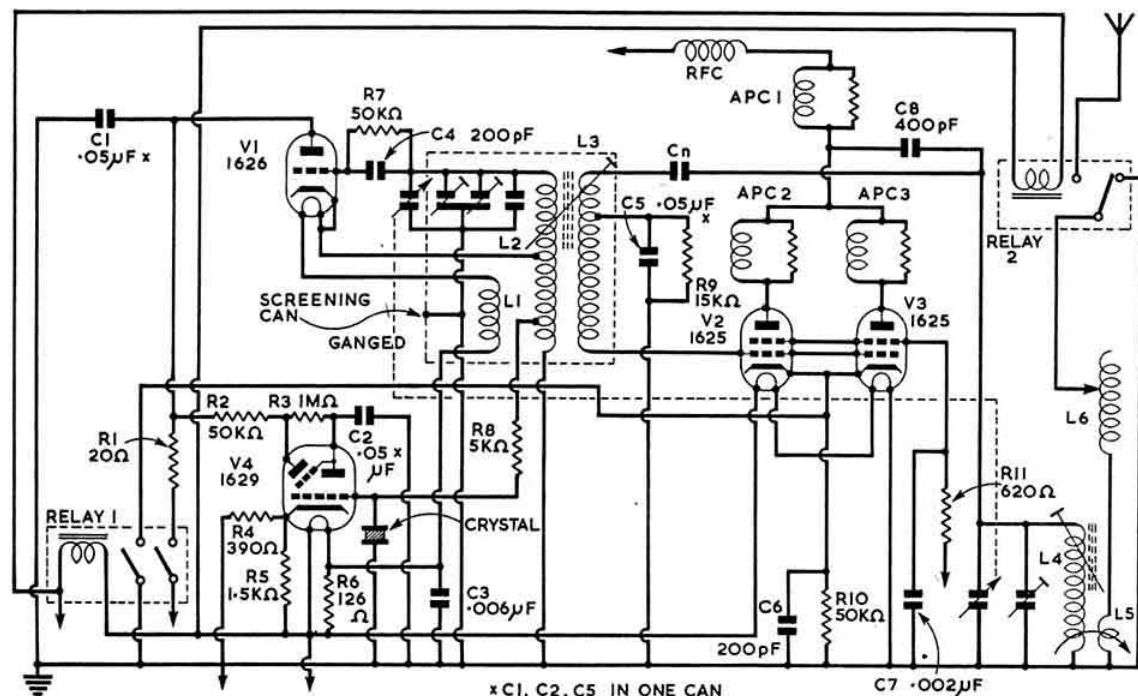 RFC
APC 1
R7
50KΩ
C8
400pF
C4 200pF
L3
C1
.05µF x
V1
1626
Cn
APC2
APC3
C5 .05µF
x
L2
RELAY
2
R9
15KΩ
V2
1625
V3
1625
SCREENING
CAN
L1
GANGED
R2
50KΩ
R3 1MΩ
C2
.05 x
µF
R8
5KΩ
L6
R1
20Ω
V4
1629
R11
620Ω
RELAY 1
CRYSTAL
R4
390Ω
R5
1.5KΩ
R6
126
Ω
C3
.006µF
L4
C6
200pF
R10
50KΩ
L5
C7 .002µF
x C1, C2, C5 IN ONE CAN